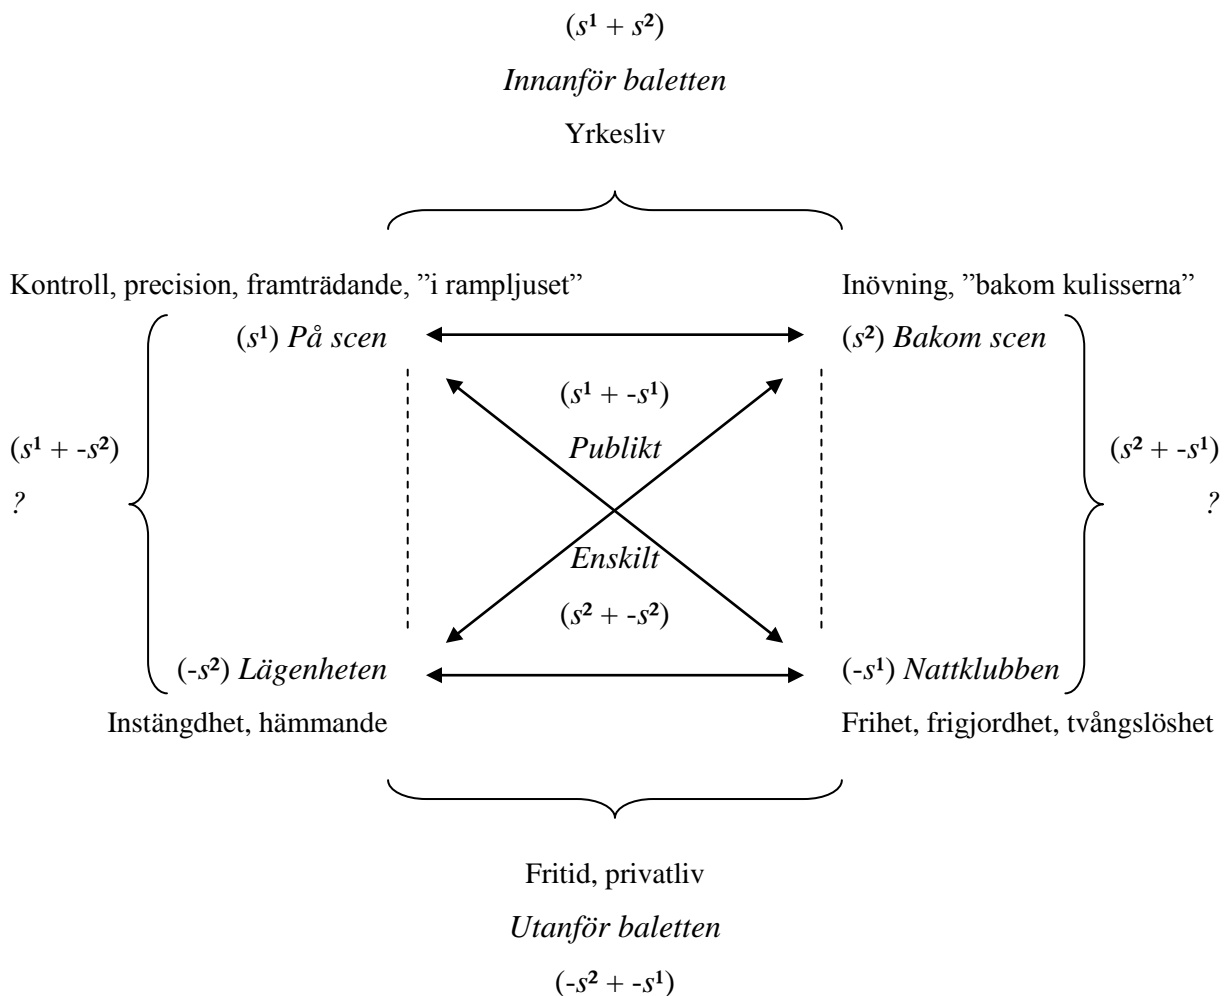 (s¹ + s²)
Innanför baletten
Yrkesliv
Kontroll, precision, framträdande, ”i rampljuset”
Inövning, ”bakom kulisserna”
(s¹) På scen
(s²) Bakom scen
(s¹ + -s¹)
Publikt
(s¹ + -s²)
?
(s² + -s¹)
?
Enskilt
(s² + -s²)
(-s²) Lägenheten
(-s¹) Nattklubben
Instängdhet, hämmande
Frihet, frigjordhet, tvångslöshet
Fritid, privatliv
Utanför baletten
(-s² + -s¹)